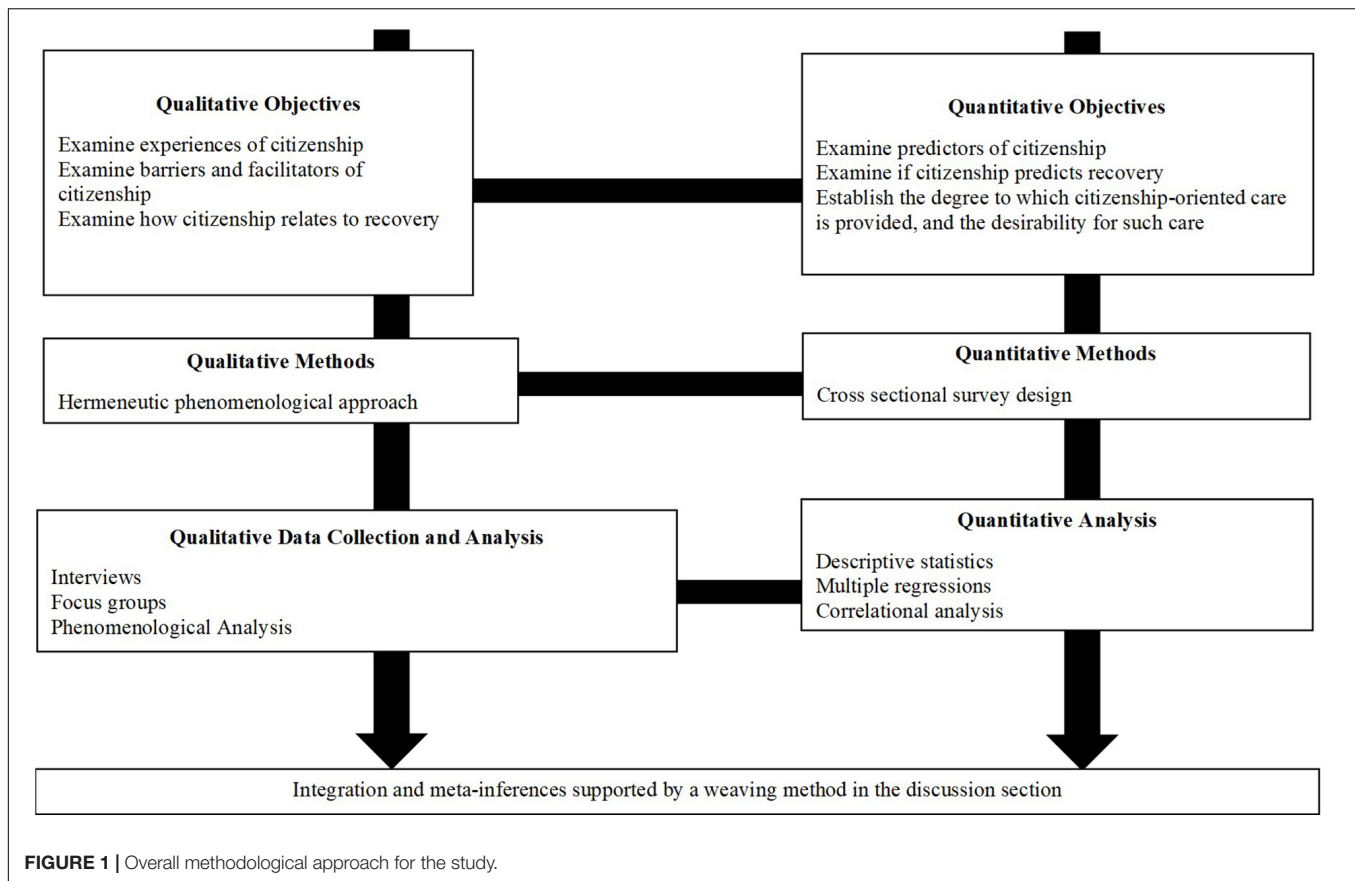 Qualitative Objectives
Examine experiences of citizenship
Examine barriers and facilitators of
citizenship
Examine how citizenship relates to recovery
Quantitative Objectives
Examine predictors of citizenship
Examine if citizenship predicts recovery
Establish the degree to which citizenship-oriented care
is provided, and the desirability for such care
Qualitative Methods
Hermeneutic phenomenological approach
Quantitative Methods
Cross sectional survey design
Qualitative Data Collection and Analysis
Interviews
Focus groups
Phenomenological Analysis
Quantitative Analysis
Descriptive statistics
Multiple regressions
Correlational analysis
Integration and meta-inferences supported by a weaving method in the discussion section
FIGURE 1 | Overall methodological approach for the study.